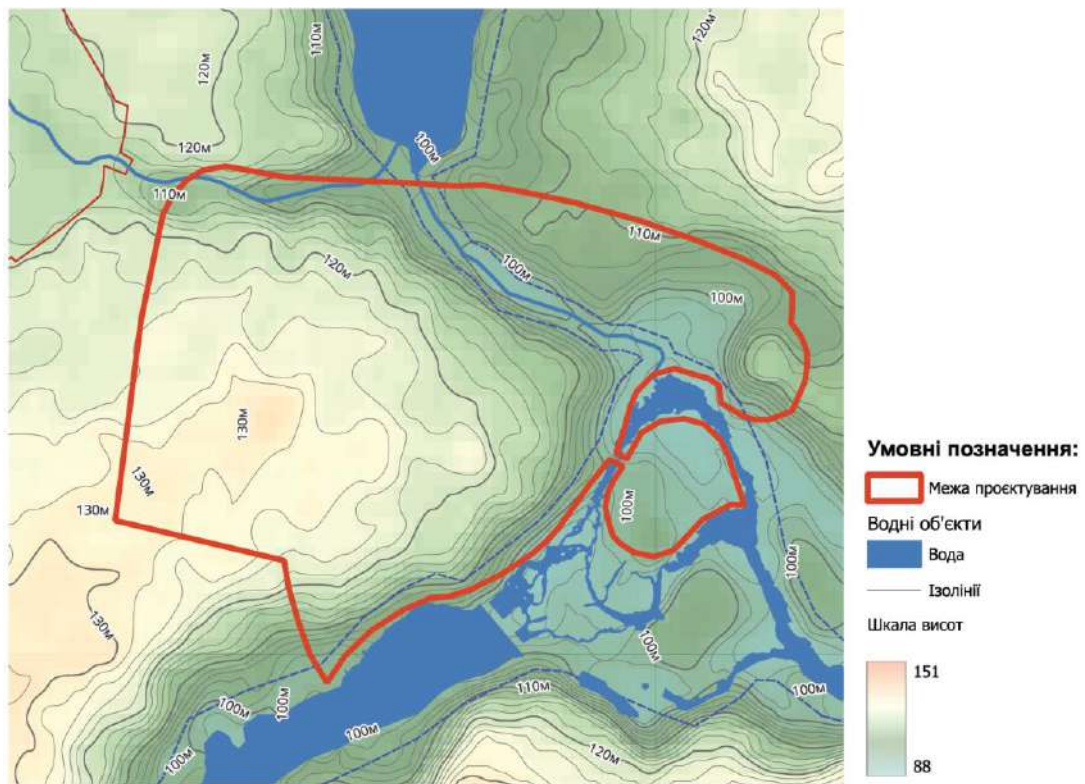 110м
120м
120м
120м
100м
120м
110м
110м
120м
100м
100м
130м
130м
130м
100м
100м
130м
100м
100м
100м
110м
100м
100м
100м
120м
Умовні позначення:
Межа проєктування
Водні об'єкти
Вода
Ізолінії
Шкала висот
151
88